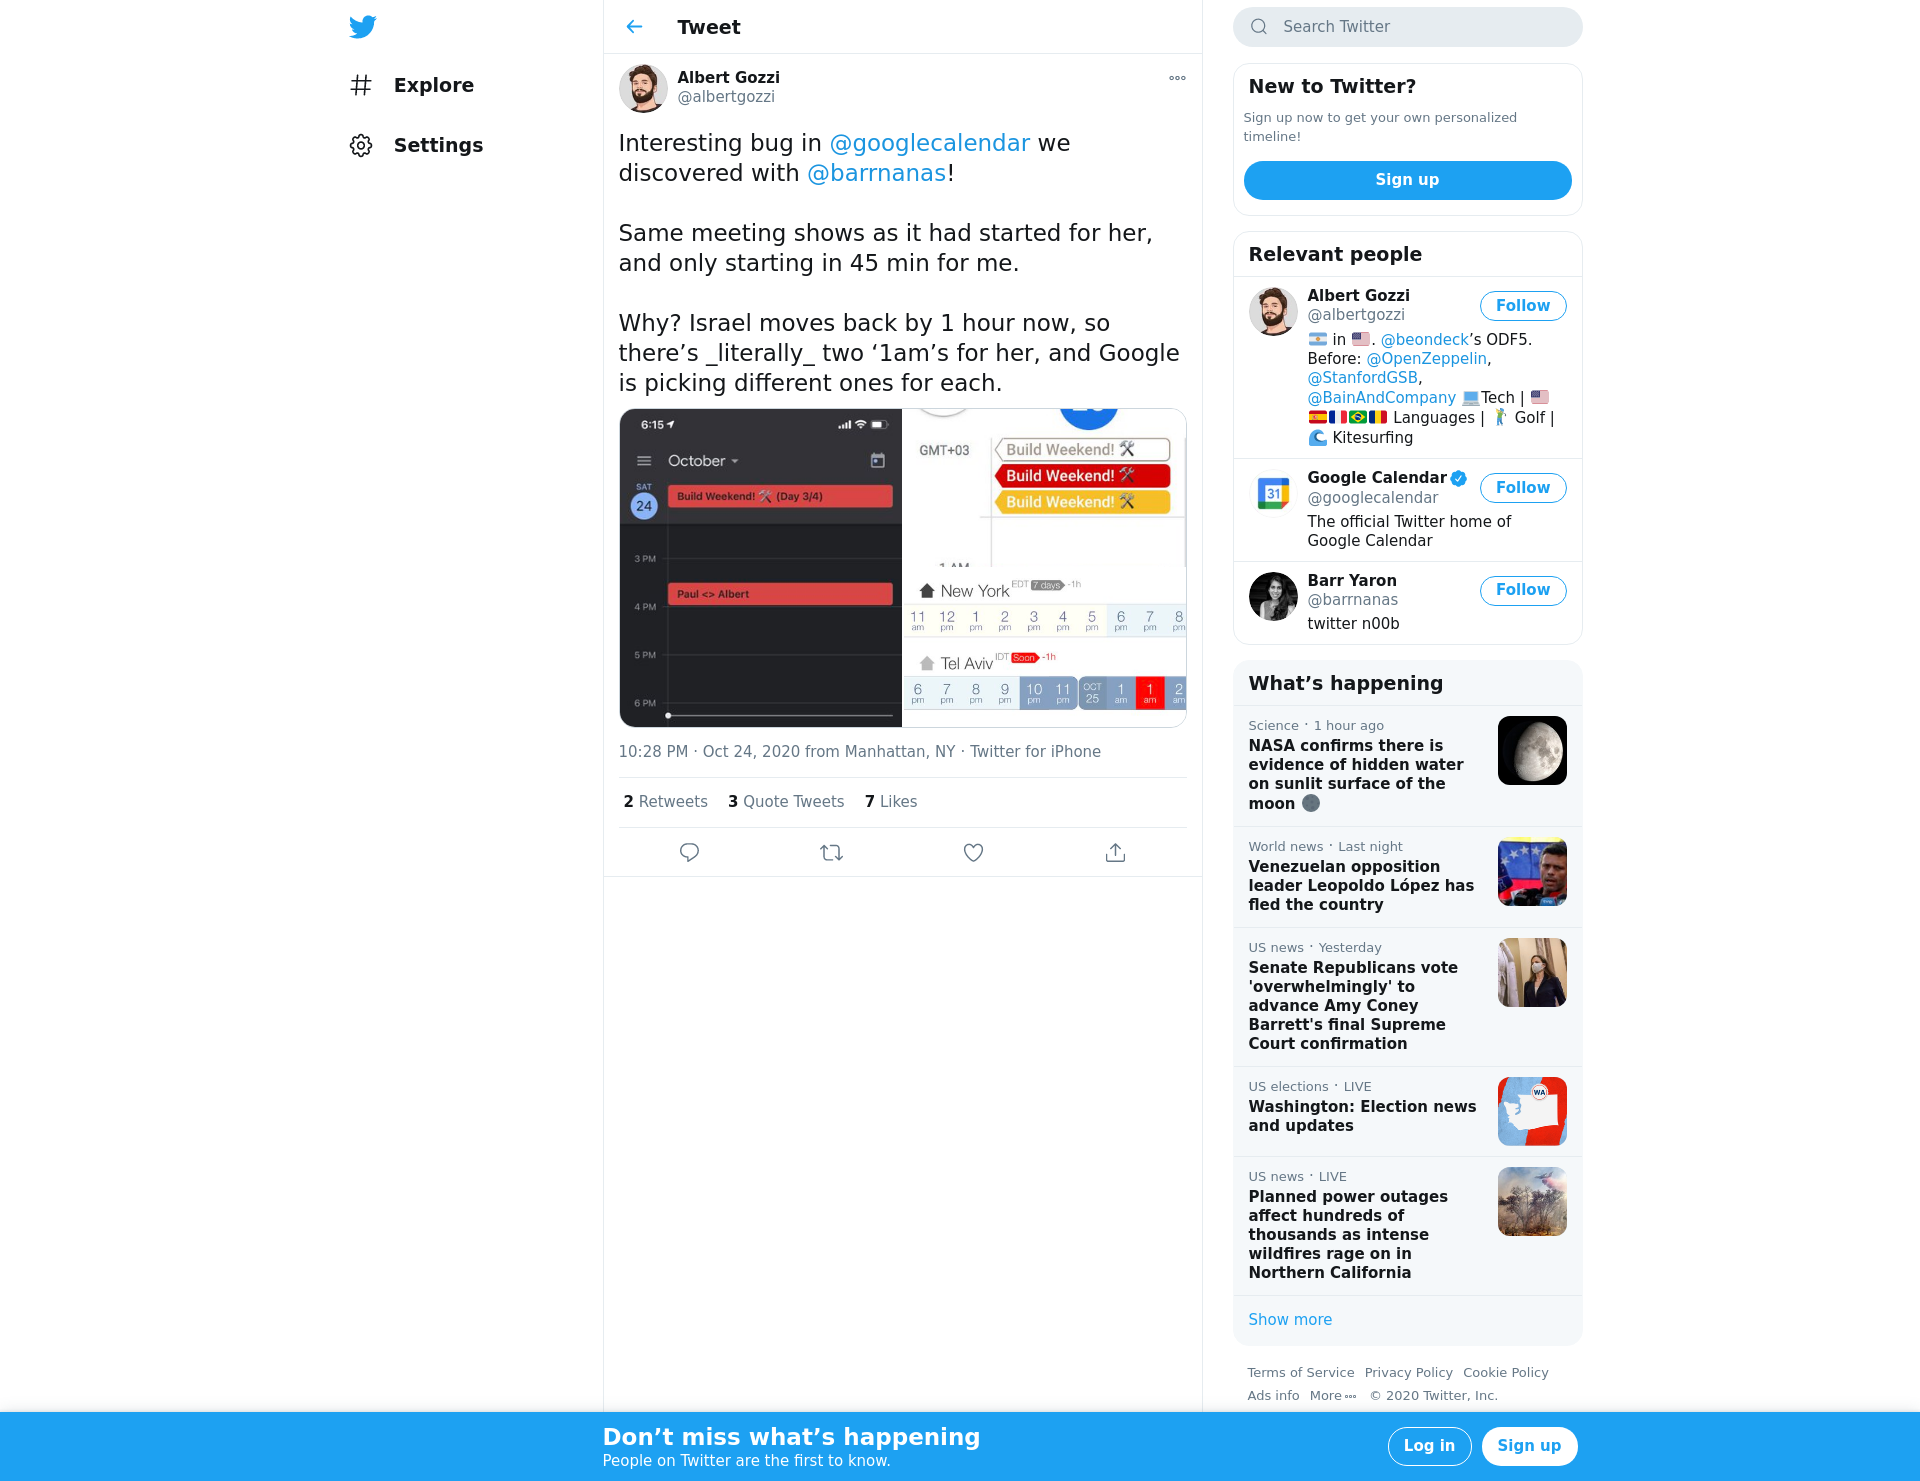 Explore
Settings
Tweet
Albert Gozzi
@albertgozzi
Interesting bug in @googlecalendar we
discovered with @barrnanas!
Same meeting shows as it had started for her,
and only starting in 45 min for me.
Why? Israel moves back by 1 hour now, so
there’s _literally_ two ‘1am’s for her, and Google
is picking different ones for each.
6:15
October
SAT
24
Build Weekend! 🛠 (Day 3/4)
3 PM
Paul <> Albert
4 PM
5 PM
6 PM
GMT+03
Build Weekend! 🛠
Build Weekend! 🛠
Build Weekend! 🛠
New York EDT 7 days -1h
11 12 1 2 3 4 5 6 7 8
am pm pm pm pm pm pm pm pm pm
Tel Aviv IDT Soon -1h
6 7 8 9 10 11 OCT 25 1 1 2
pm pm pm pm pm pm am am am
10:28 PM · Oct 24, 2020 from Manhattan, NY · Twitter for iPhone
2 Retweets 3 Quote Tweets 7 Likes
Search Twitter
New to Twitter?
Sign up now to get your own personalized
timeline!
Sign up
Relevant people
Albert Gozzi
@albertgozzi
Follow
🇦🇷 in 🇺🇸. @beondeck’s ODF5.
Before: @OpenZeppelin,
@StanfordGSB,
@BainAndCompany 💻Tech | 🇺🇸
🇪🇸🇫🇷🇧🇷🇷🇴 Languages | 🏌 Golf |
🌊 Kitesurfing
Google Calendar
@googlecalendar
Follow
31
The official Twitter home of
Google Calendar
Barr Yaron
@barrnanas
Follow
twitter n00b
What’s happening
Science · 1 hour ago
NASA confirms there is
evidence of hidden water
on sunlit surface of the
moon 🌑
World news · Last night
Venezuelan opposition
leader Leopoldo López has
fled the country
US news · Yesterday
Senate Republicans vote
'overwhelmingly' to
advance Amy Coney
Barrett's final Supreme
Court confirmation
US elections · LIVE
Washington: Election news
and updates
WA
US news · LIVE
Planned power outages
affect hundreds of
thousands as intense
wildfires rage on in
Northern California
Show more
Terms of Service Privacy Policy Cookie Policy
Ads info More © 2020 Twitter, Inc.
Don’t miss what’s happening
People on Twitter are the first to know.
Log in
Sign up